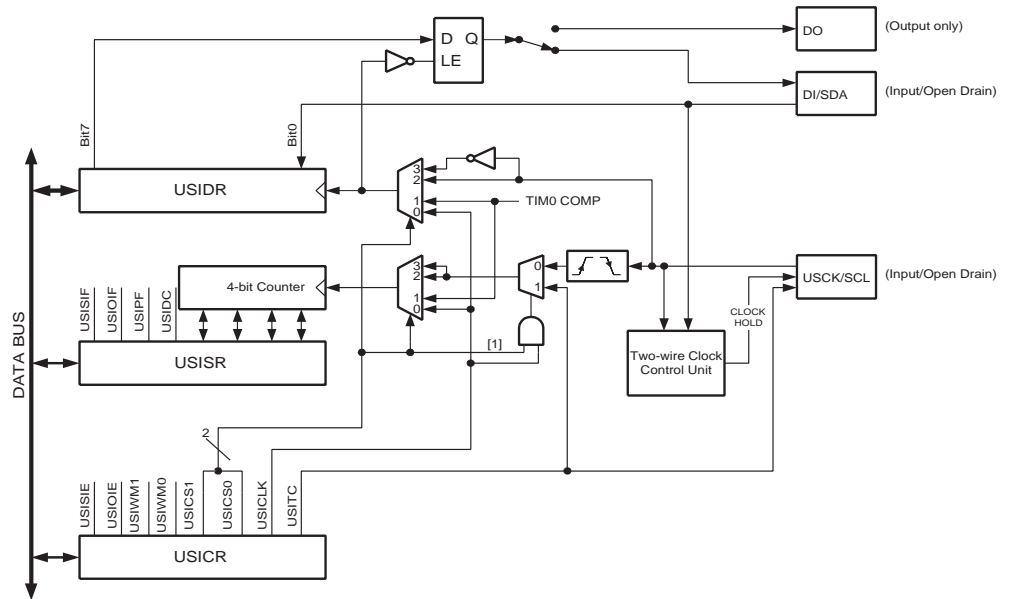 D Q
LE
DO
(Output only)
DI/SDA
(Input/Open Drain)
Bit7
Bit0
3
2
1
0
TIM0 COMP
USIDR
DATA BUS
USISIF
USIOIF
USIPF
USIDC
4-bit Counter
3
2
1
0
0
1
USCK/SCL
(Input/Open Drain)
CLOCK
HOLD
[1]
Two-wire Clock
Control Unit
USISR
2
USISIE
USIOIE
USIWM1
USIWM0
USICS1
USICS0
USICLK
USITC
USICR